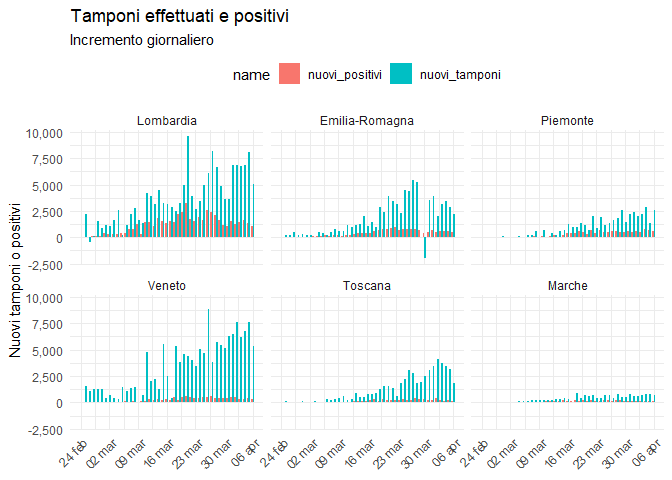 Tamponi effettuati e positivi
Incremento giornaliero
name nuovi_positivi nuovi_tamponi
Lombardia Emilia-Romagna Piemonte
10,000
7,500
5,000
2,500
0
-2,500
Veneto Toscana Marche
10,000
7,500
5,000
2,500
0
-2,500
Nuovi tamponi o positivi
24 feb 02 mar 09 mar 16 mar 23 mar 30 mar 06 apr 24 feb 02 mar 09 mar 16 mar 23 mar 30 mar 06 apr 24 feb 02 mar 09 mar 16 mar 23 mar 30 mar 06 apr